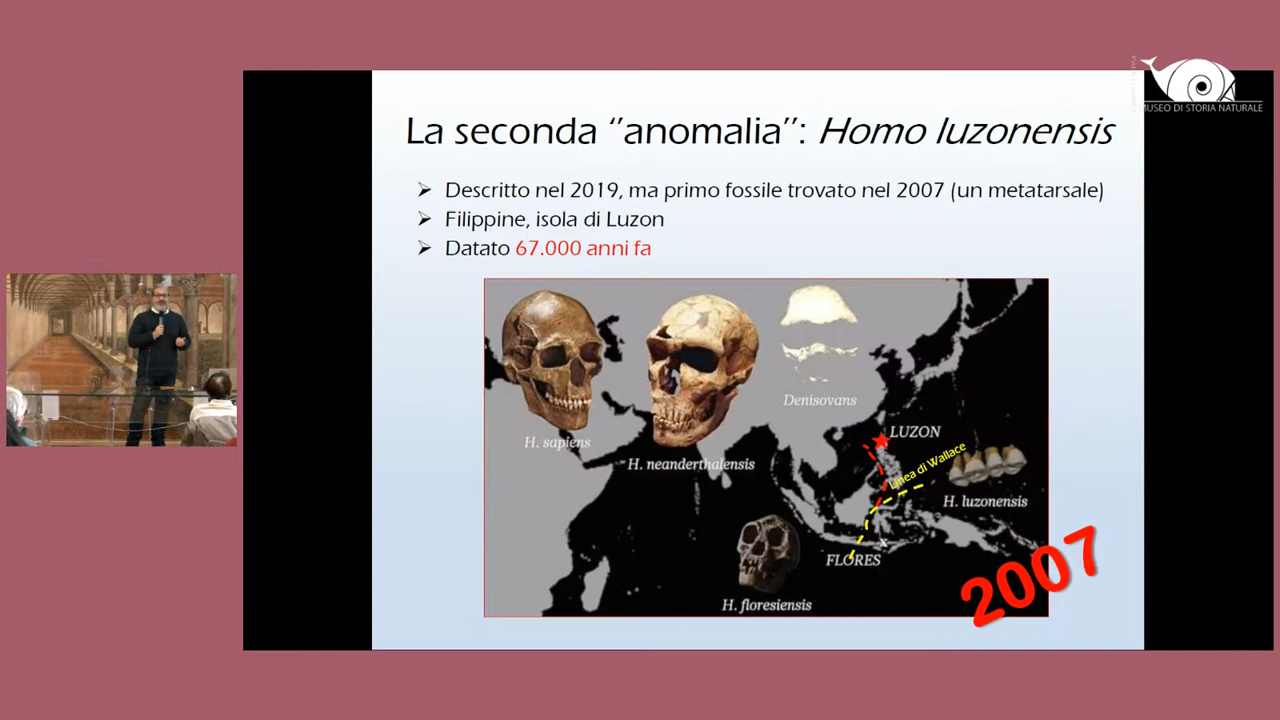 MUSEO DI STORIA NATURALE
La seconda “anomalia”: Homo luzonensis
Descritto nel 2019, ma primo fossile trovato nel 2007 (un metatarsale)
Filippine, isola di Luzon
Datato 67.000 anni fa
Denisovans
LUZON
H. sapiens
H. neanderthalensis
Linea di Wallace
H. luzonensis
x
FLORES
H. floresiensis
2007